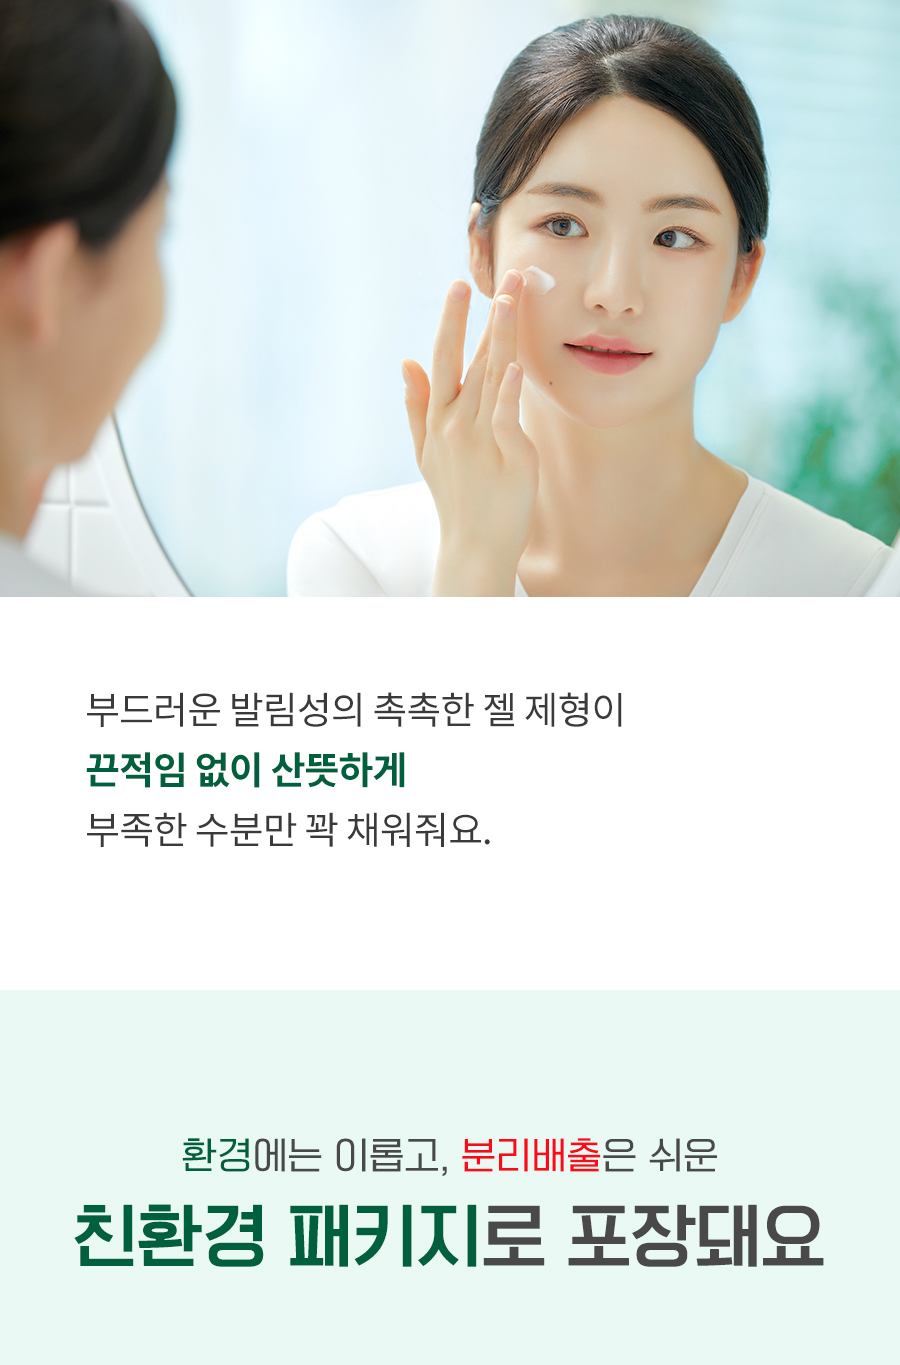 부드러운 발림성의 촉촉한 젤 제형이
끈적임 없이 산뜻하게
부족한 수분만 꽉 채워줘요.
환경에는 이롭고, 분리배출은 쉬운
친환경 패키지로 포장돼요